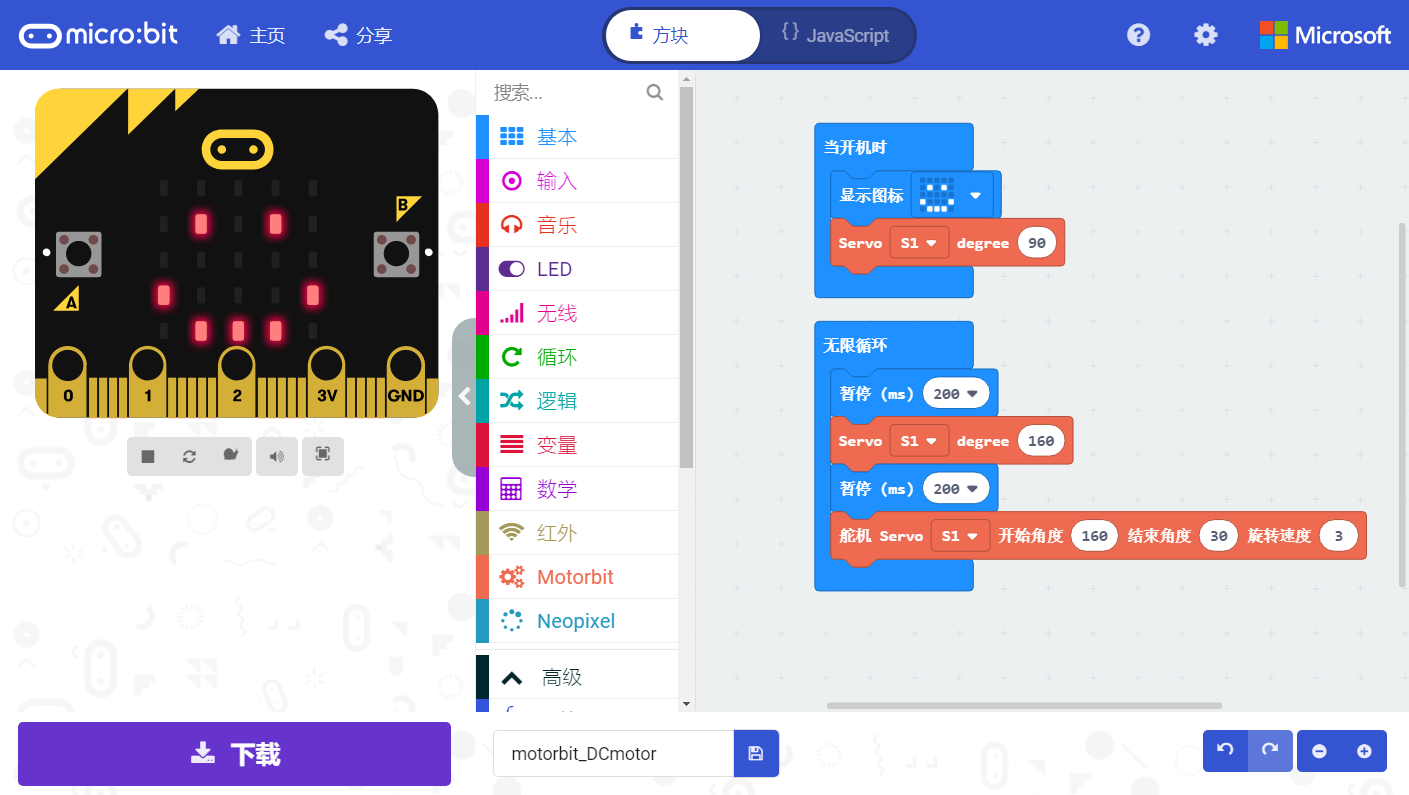 micro:bit 主页 分享 方块 {} JavaScript ? Microsoft
B
A
0 1 2 3V GND
搜索...
基本
输入
音乐
LED
无线
循环
逻辑
变量
数学
红外
Motorbit
Neopixel
高级
当开机时
显示图标
Servo S1 degree 90
无限循环
暂停 (ms) 200
Servo S1 degree 160
暂停 (ms) 200
舵机 Servo S1 开始角度 160 结束角度 30 旋转速度 3
下载
motorbit_DCmotor